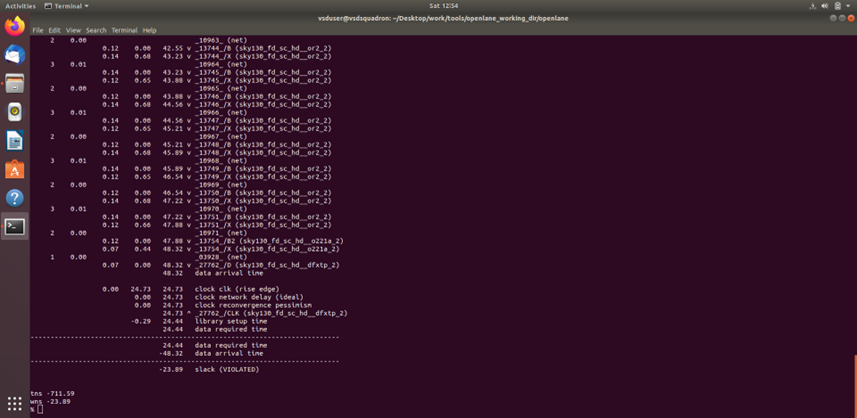 Activities Terminal Sat 12:54
vsduser@vsdsquadron: ~/Desktop/work/tools/openlane_working_dir/openlane
File Edit View Search Terminal Help
2 0.00 _10963_ (net)
0.12 0.00 42.55 v _13744_/B (sky130_fd_sc_hd__or2_2)
0.14 0.68 43.23 v _13744_/X (sky130_fd_sc_hd__or2_2)
3 0.01 _10964_ (net)
0.14 0.00 43.23 v _13745_/B (sky130_fd_sc_hd__or2_2)
0.12 0.65 43.88 v _13745_/X (sky130_fd_sc_hd__or2_2)
2 0.00 _10965_ (net)
0.12 0.00 43.88 v _13746_/B (sky130_fd_sc_hd__or2_2)
0.14 0.68 44.56 v _13746_/X (sky130_fd_sc_hd__or2_2)
3 0.01 _10966_ (net)
0.14 0.00 44.56 v _13747_/B (sky130_fd_sc_hd__or2_2)
0.12 0.65 45.21 v _13747_/X (sky130_fd_sc_hd__or2_2)
2 0.00 _10967_ (net)
0.12 0.00 45.21 v _13748_/B (sky130_fd_sc_hd__or2_2)
0.14 0.68 45.89 v _13748_/X (sky130_fd_sc_hd__or2_2)
3 0.01 _10968_ (net)
0.14 0.00 45.89 v _13749_/B (sky130_fd_sc_hd__or2_2)
0.12 0.65 46.54 v _13749_/X (sky130_fd_sc_hd__or2_2)
2 0.00 _10969_ (net)
0.12 0.00 46.54 v _13750_/B (sky130_fd_sc_hd__or2_2)
0.14 0.68 47.22 v _13750_/X (sky130_fd_sc_hd__or2_2)
3 0.01 _10970_ (net)
0.14 0.00 47.22 v _13751_/B (sky130_fd_sc_hd__or2_2)
0.12 0.66 47.88 v _13751_/X (sky130_fd_sc_hd__or2_2)
2 0.00 _10971_ (net)
0.12 0.00 47.88 v _13754_/B2 (sky130_fd_sc_hd__o221a_2)
0.07 0.44 48.32 v _13754_/X (sky130_fd_sc_hd__o221a_2)
1 0.00 _03928_ (net)
0.07 0.00 48.32 v _27762_/D (sky130_fd_sc_hd__dfxtp_2)
48.32 data arrival time
0.00 24.73 24.73 clock clk (rise edge)
0.00 24.73 clock network delay (ideal)
0.00 24.73 clock reconvergence pessimism
24.73 ^ _27762_/CLK (sky130_fd_sc_hd__dfxtp_2)
-0.29 24.44 library setup time
24.44 data required time
---------------------------------------------------------------------------
24.44 data required time
-48.32 data arrival time
---------------------------------------------------------------------------
-23.89 slack (VIOLATED)
tns -711.59
wns -23.89
%